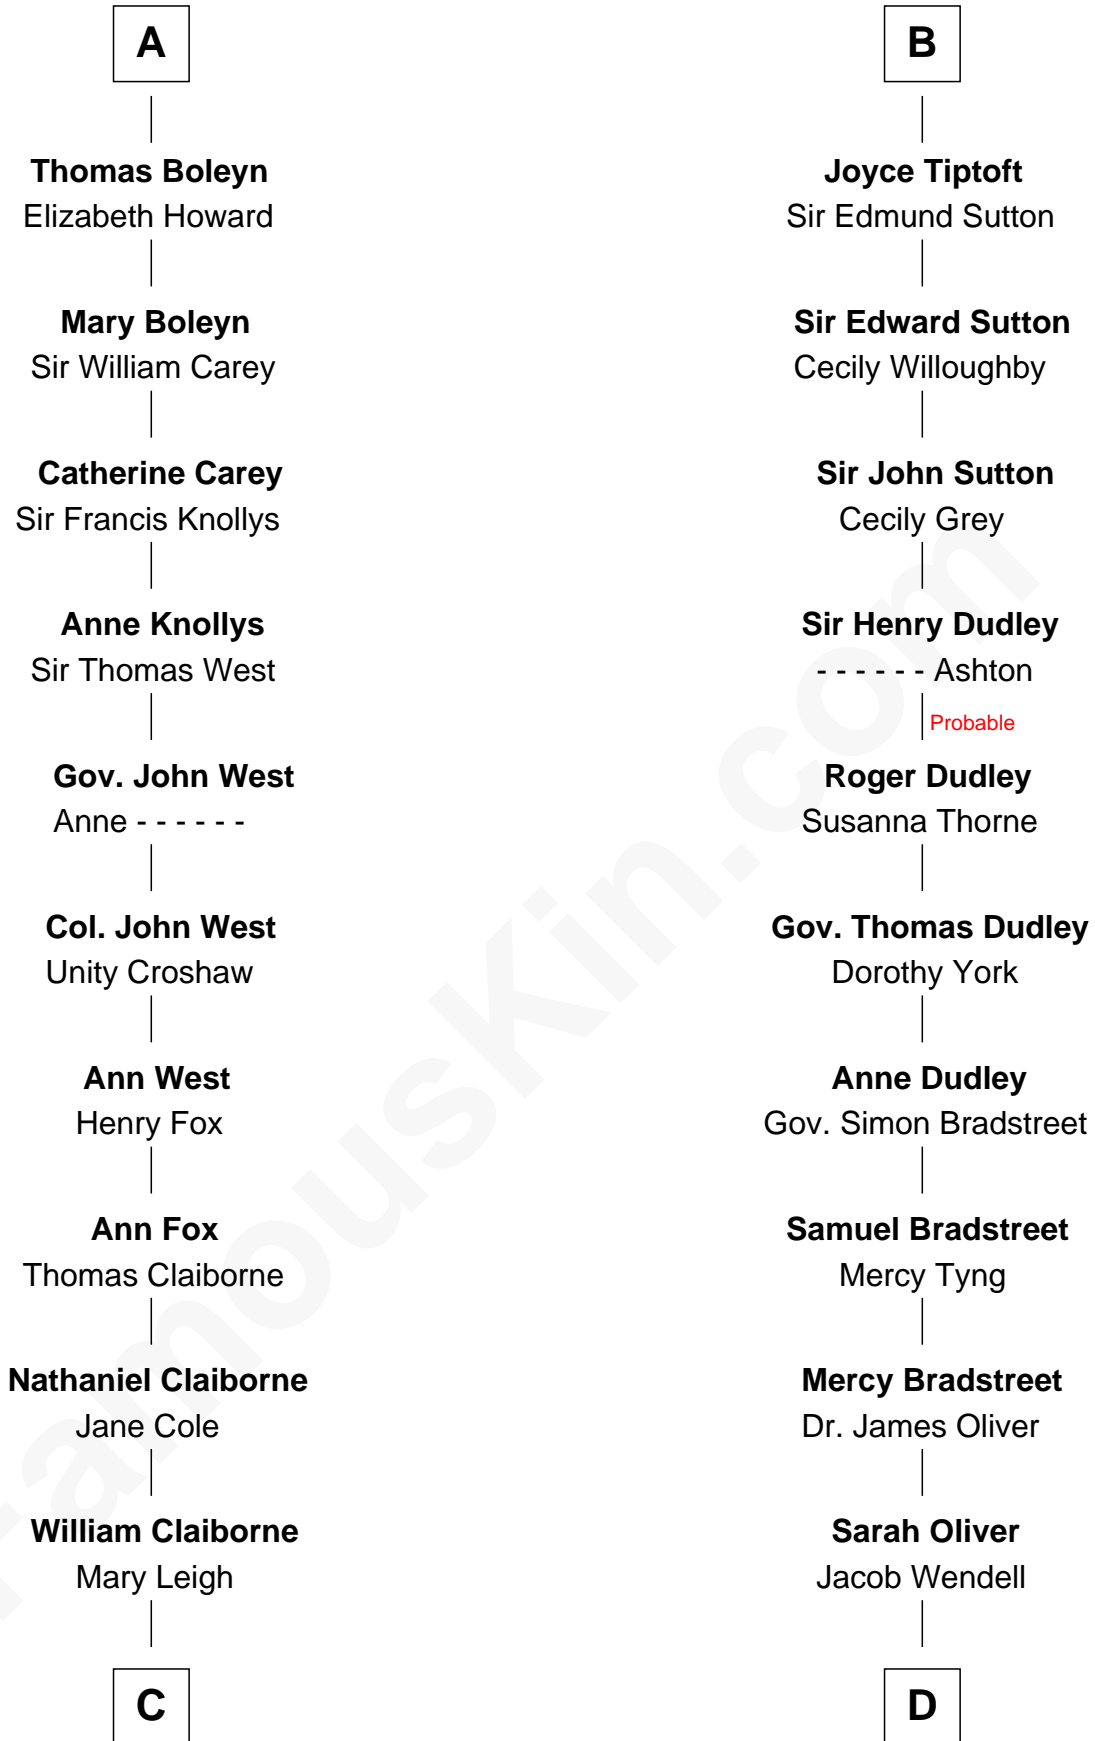 A
Thomas Boleyn
Elizabeth Howard
Mary Boleyn
Sir William Carey
Catherine Carey
Sir Francis Knollys
Anne Knollys
Sir Thomas West
Gov. John West
Anne - - - - - -
Col. John West
Unity Croshaw
Ann West
Henry Fox
Ann Fox
Thomas Claiborne
Nathaniel Claiborne
Jane Cole
William Claiborne
Mary Leigh
C
B
Joyce Tiptoft
Sir Edmund Sutton
Sir Edward Sutton
Cecily Willoughby
Sir John Sutton
Cecily Grey
Sir Henry Dudley
- - - - - - Ashton
Probable
Roger Dudley
Susanna Thorne
Gov. Thomas Dudley
Dorothy York
Anne Dudley
Gov. Simon Bradstreet
Samuel Bradstreet
Mercy Tyng
Mercy Bradstreet
Dr. James Oliver
Sarah Oliver
Jacob Wendell
D
FamousKin.com